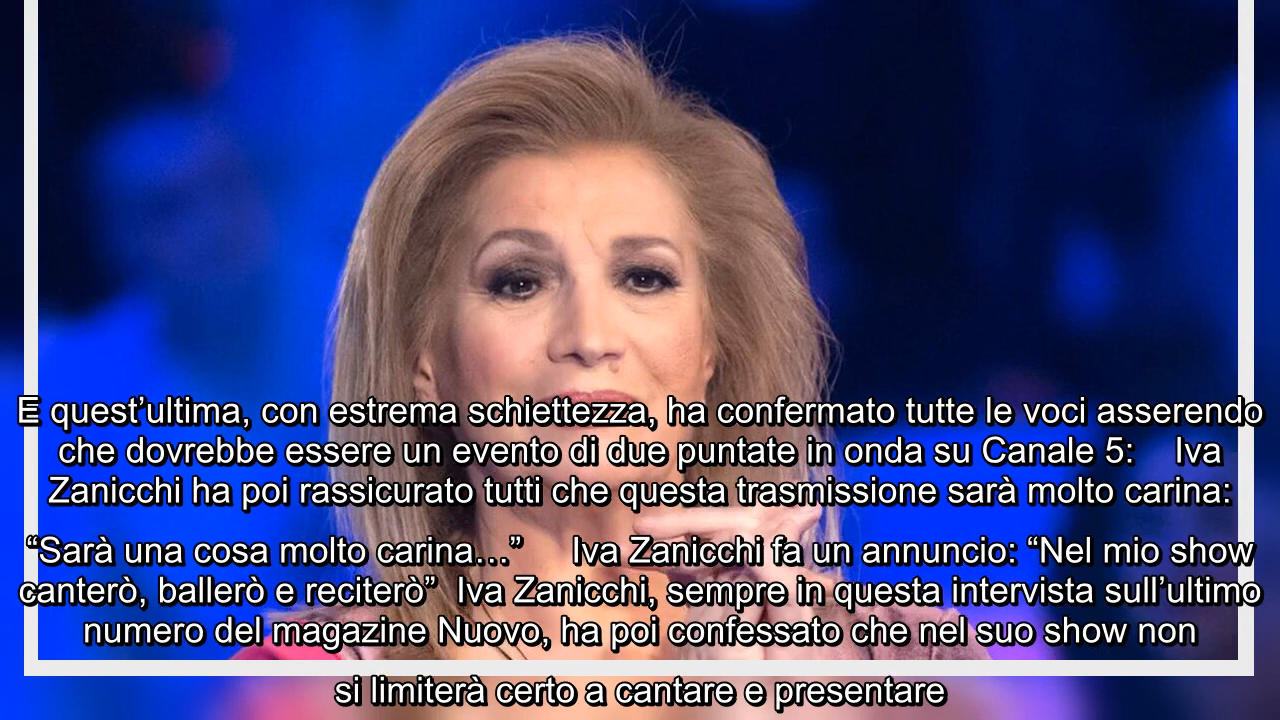 E quest’ultima, con estrema schiettezza, ha confermato tutte le voci asserendo
che dovrebbe essere un evento di due puntate in onda su Canale 5: Iva
Zanicchi ha poi rassicurato tutti che questa trasmissione sarà molto carina:
“Sarà una cosa molto carina…” Iva Zanicchi fa un annuncio: “Nel mio show
canterò, ballerò e reciterò” Iva Zanicchi, sempre in questa intervista sull’ultimo
numero del magazine Nuovo, ha poi confessato che nel suo show non
si limiterà certo a cantare e presentare